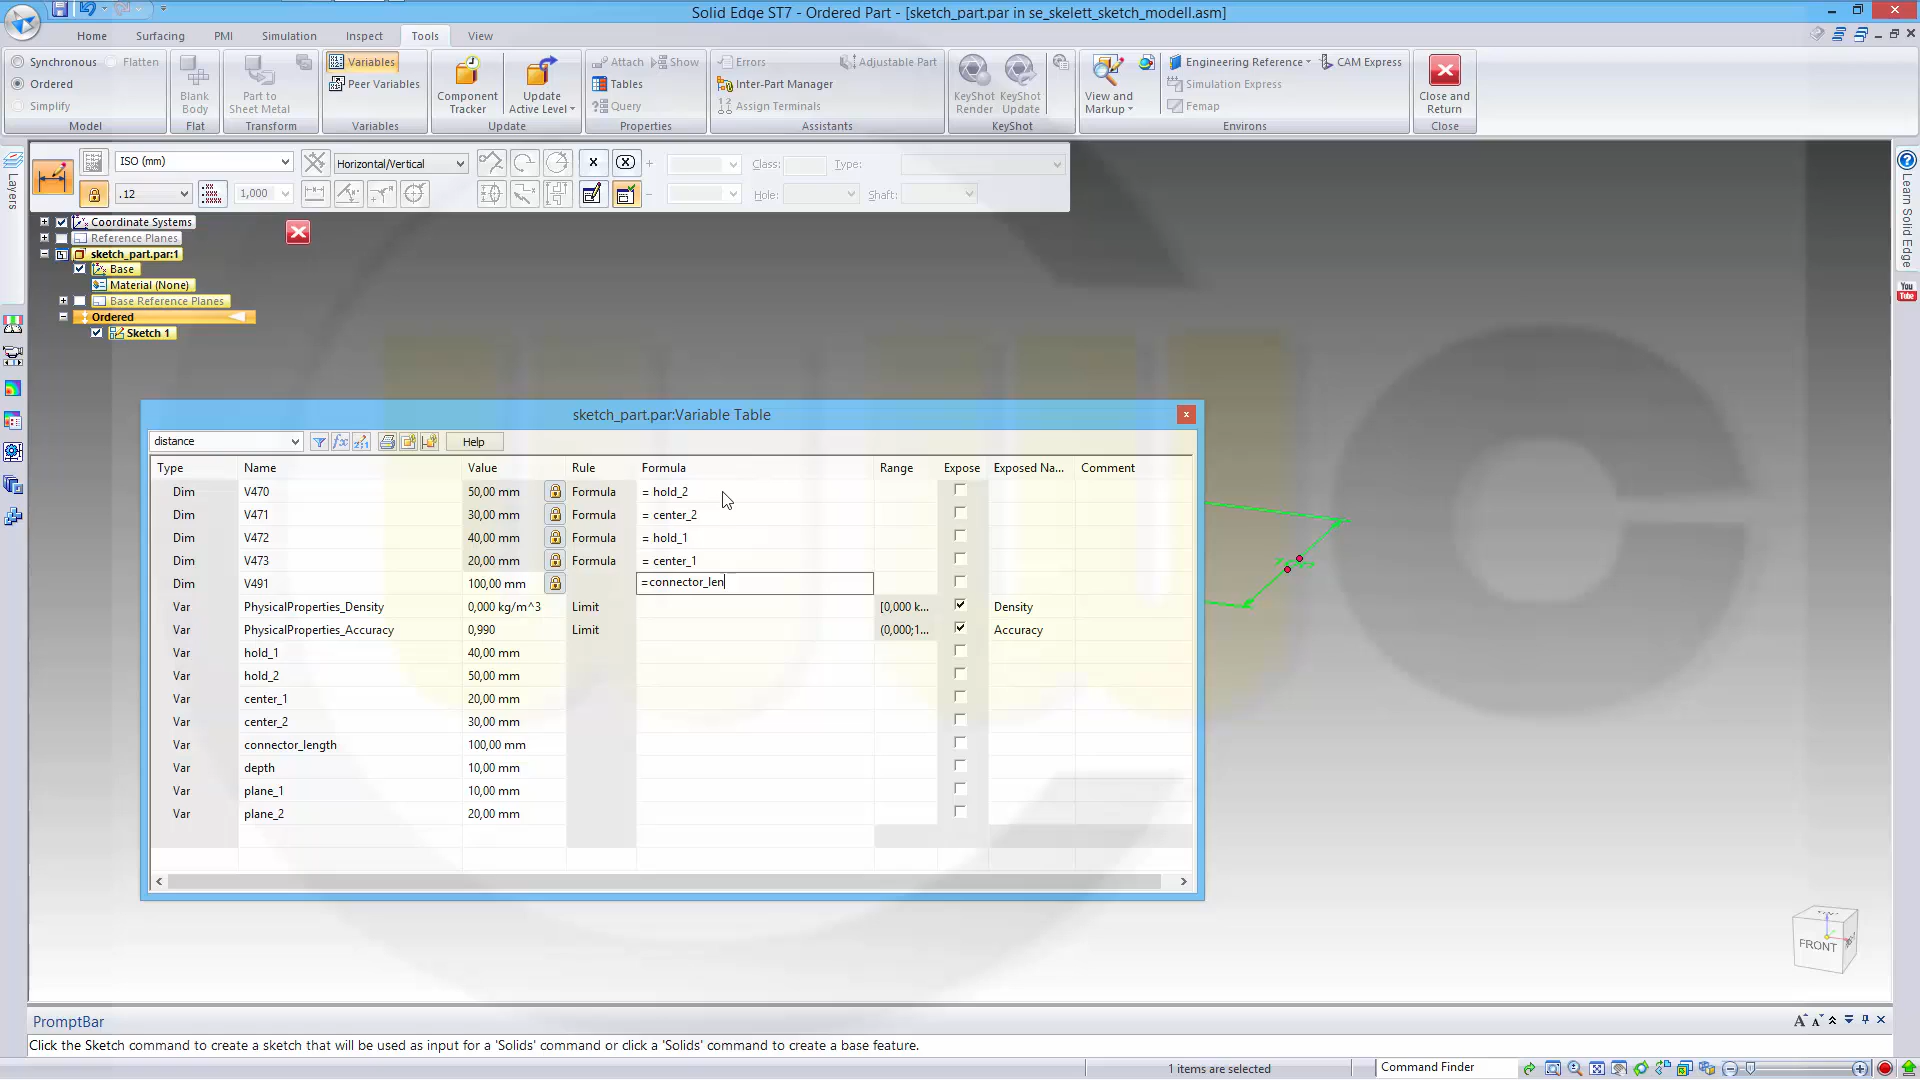 Solid Edge ST7 - Ordered Part - [sketch_part.par in se_skelett_sketch_modell.asm]
Home Surfacing PMI Simulation Inspect Tools View
Synchronous Flatten
Ordered
Simplify
Model
Blank
Body
Flat
Part to
Sheet Metal
Transform
Variables
Peer Variables
Variables
Component
Tracker
Update
Active Level
Update
Attach Show
Tables
Query
Properties
Errors Adjustable Part
Inter-Part Manager
Assign Terminals
Assistants
KeyShot
Render
KeyShot
Update
KeyShot
View and
Markup
Engineering Reference CAM Express
Simulation Express
Femap
Environs
Close and
Return
Close
Layers
ISO (mm) Horizontal/Vertical Class: Type:
.12 1,000 Hole: Shaft:
Learn Solid Edge
You
Tube
Coordinate Systems
Reference Planes
sketch_part.par:1
Base
Material (None)
Base Reference Planes
Ordered
Sketch 1
sketch_part.par:Variable Table
distance Help
Type Name Value Rule Formula Range Expose Exposed Na... Comment
Dim V470 50,00 mm Formula = hold_2
Dim V471 30,00 mm Formula = center_2
Dim V472 40,00 mm Formula = hold_1
Dim V473 20,00 mm Formula = center_1
Dim V491 100,00 mm =connector_len
Var PhysicalProperties_Density 0,000 kg/m^3 Limit [0,000 k... Density
Var PhysicalProperties_Accuracy 0,990 Limit (0,000;1... Accuracy
Var hold_1 40,00 mm
Var hold_2 50,00 mm
Var center_1 20,00 mm
Var center_2 30,00 mm
Var connector_length 100,00 mm
Var depth 10,00 mm
Var plane_1 10,00 mm
Var plane_2 20,00 mm
FRONT
PromptBar
Click the Sketch command to create a sketch that will be used as input for a 'Solids' command or click a 'Solids' command to create a base feature.
1 items are selected Command Finder